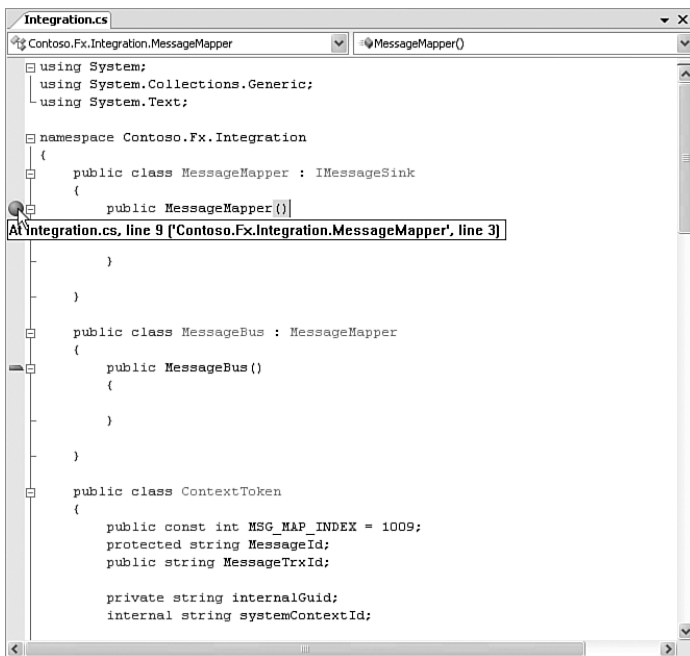 Integration.cs
Contoso.Fx.Integration.MessageMapper
MessageMapper()
using System;
using System.Collections.Generic;
using System.Text;
namespace Contoso.Fx.Integration
{
public class MessageMapper : IMessageSink
{
public MessageMapper()
At Integration.cs, line 9 ('Contoso.Fx.Integration.MessageMapper', line 3)
}
}
public class MessageBus : MessageMapper
{
public MessageBus()
{
}
}
public class ContextToken
{
public const int MSG_MAP_INDEX = 1009;
protected string MessageId;
public string MessageTrxId;
private string internalGuid;
internal string systemContextId;